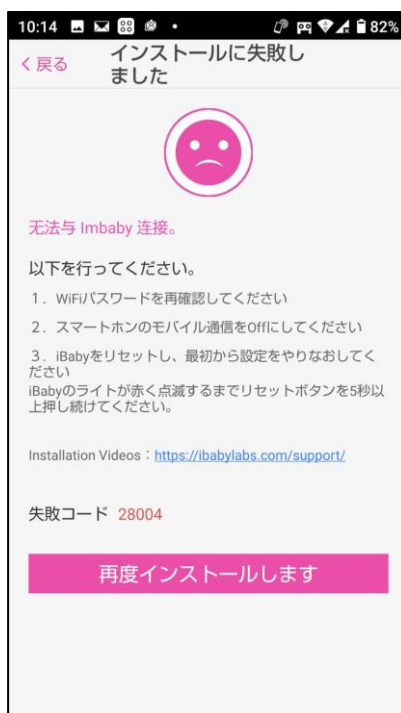 10:14
82%
戻る
インストールに失敗し
ました
无法与 Imbaby 连接。
以下を行ってください。
１．WiFiパスワードを再確認してください
２．スマートホンのモバイル通信をOffにしてください
３．iBabyをリセットし、最初から設定をやりなおしてく
ださい
iBabyのライトが赤く点滅するまでリセットボタンを5秒以
上押し続けてください。
Installation Videos：https://ibabylabs.com/support/
失敗コード 28004
再度インストールします